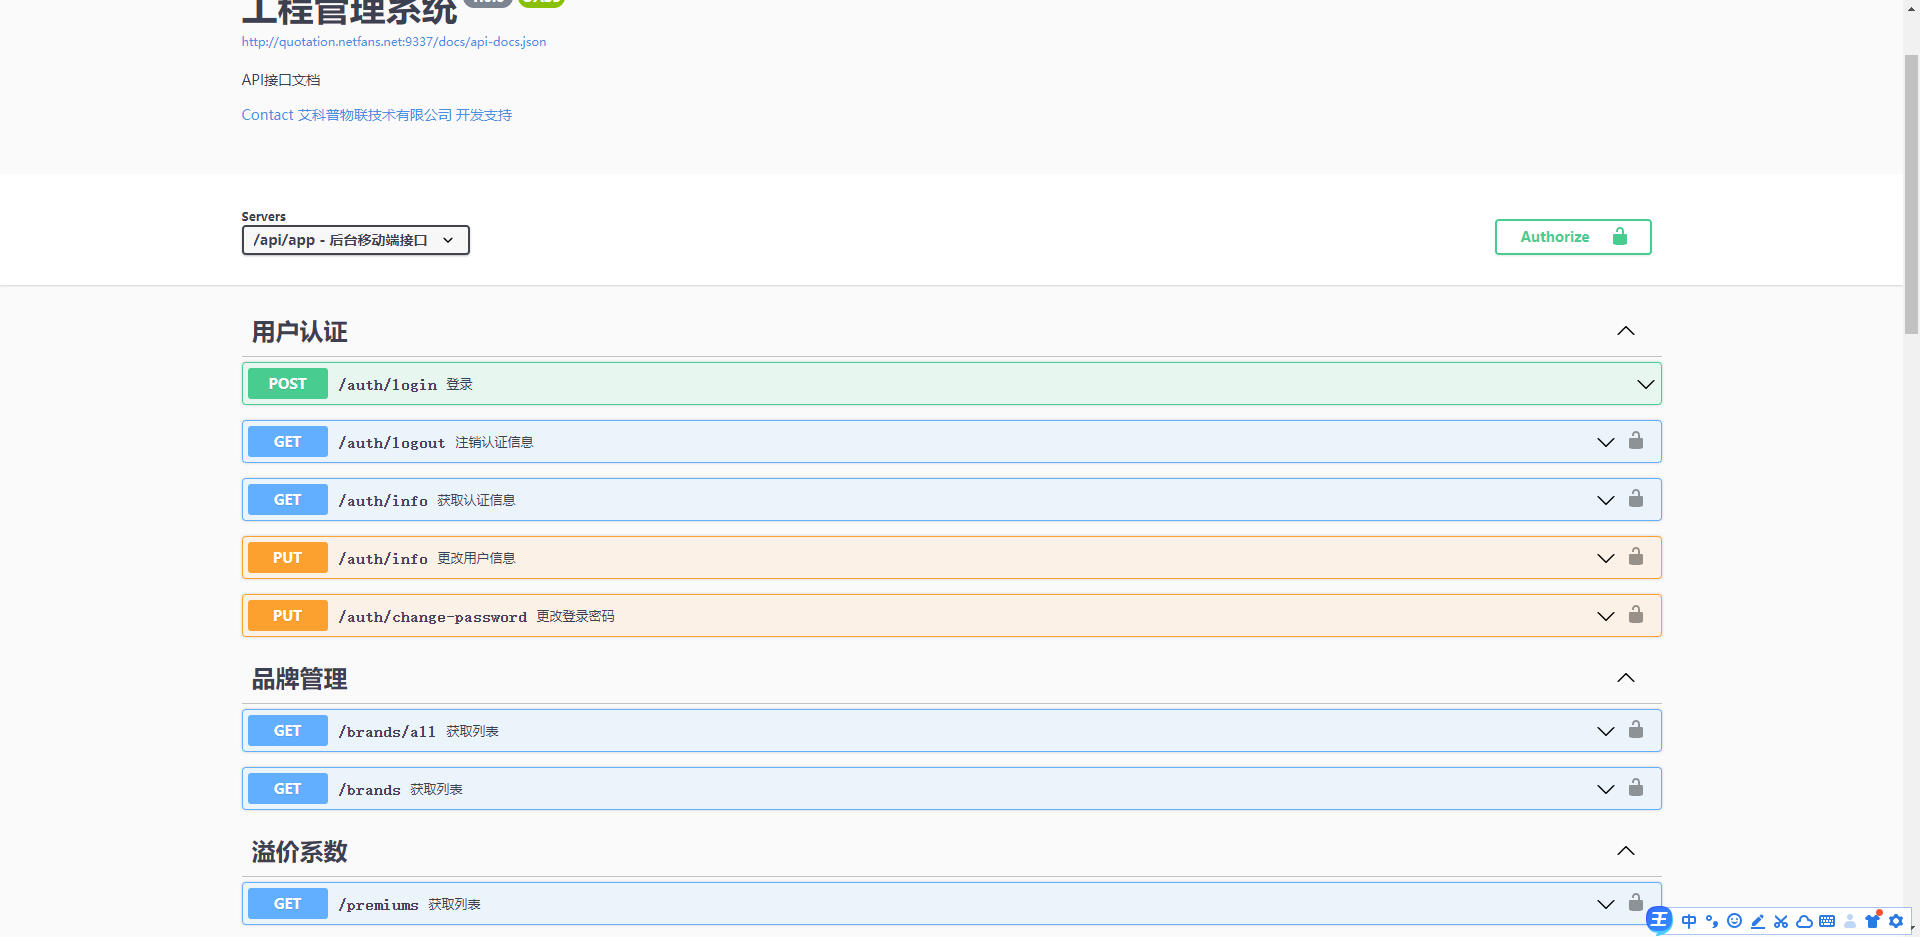 工程管理系统
http://quotation.netfans.net:9337/docs/api-docs.json
API接口文档
Contact 艾科普物联技术有限公司 开发支持
Servers
/api/app - 后台移动端接口
Authorize
用户认证
POST /auth/login 登录
GET /auth/logout 注销认证信息
GET /auth/info 获取认证信息
PUT /auth/info 更改用户信息
PUT /auth/change-password 更改登录密码
品牌管理
GET /brands/all 获取列表
GET /brands 获取列表
溢价系数
GET /premiums 获取列表
王 中